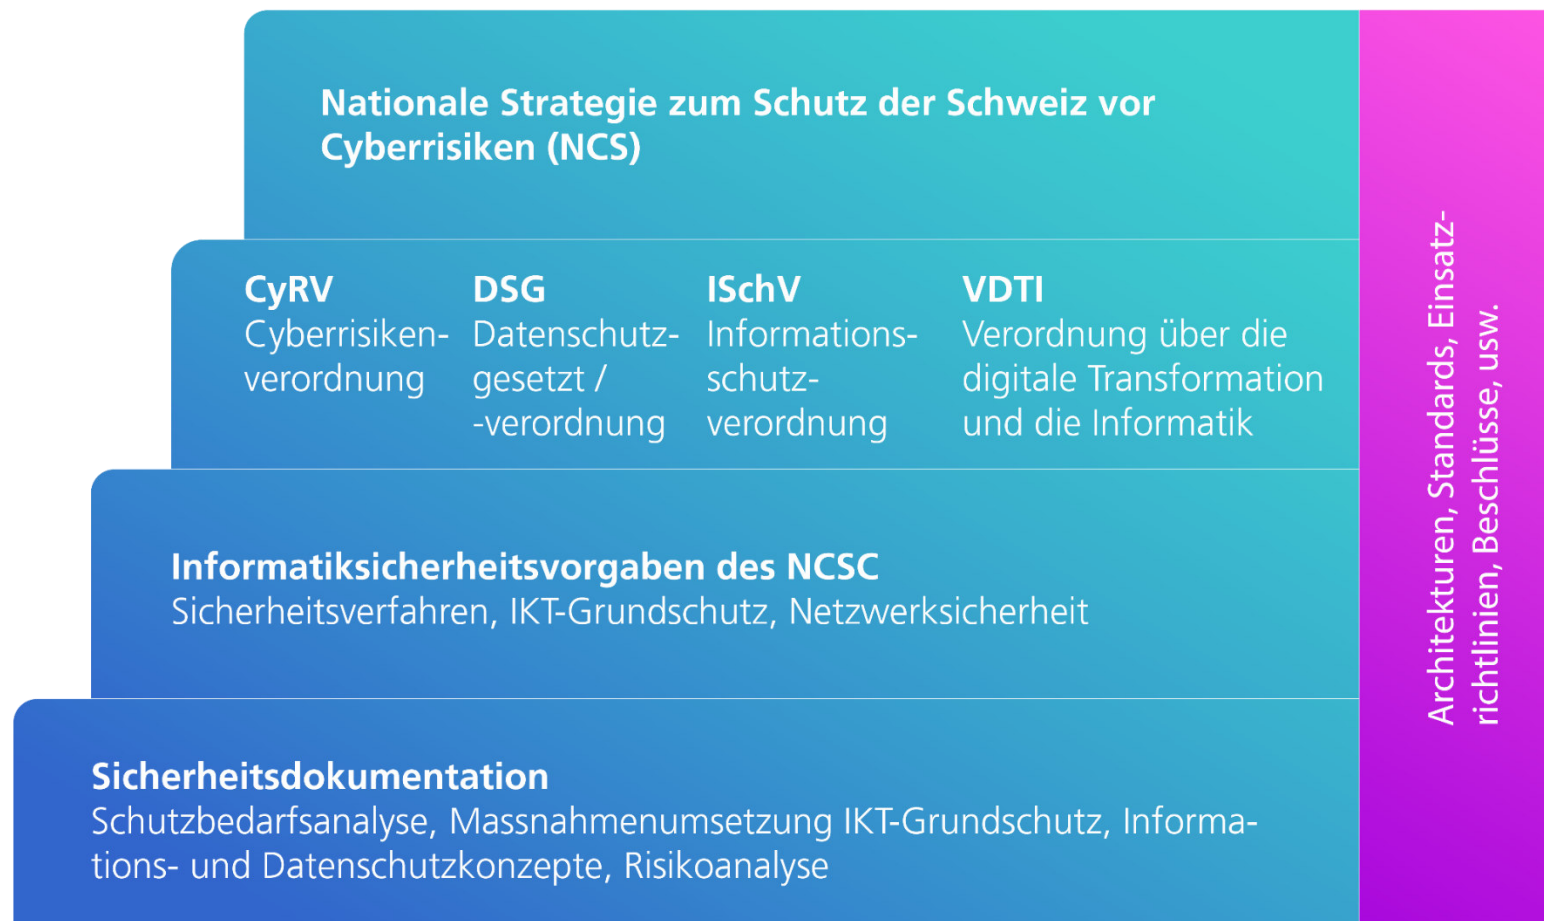 Nationale Strategie zum Schutz der Schweiz vor
Cyberrisiken (NCS)
CyRV
Cyberrisiken-
verordnung
DSG
Datenschutz-
gesetzt /
-verordnung
ISchV
Informations-
schutz-
verordnung
VDTI
Verordnung über die
digitale Transformation
und die Informatik
Informatiksicherheitsvorgaben des NCSC
Sicherheitsverfahren, IKT-Grundschutz, Netzwerksicherheit
Sicherheitsdokumentation
Schutzbedarfsanalyse, Massnahmenumsetzung IKT-Grundschutz, Informa-
tions- und Datenschutzkonzepte, Risikoanalyse
Architekturen, Standards, Einsatz-
richtlinien, Beschlüsse, usw.